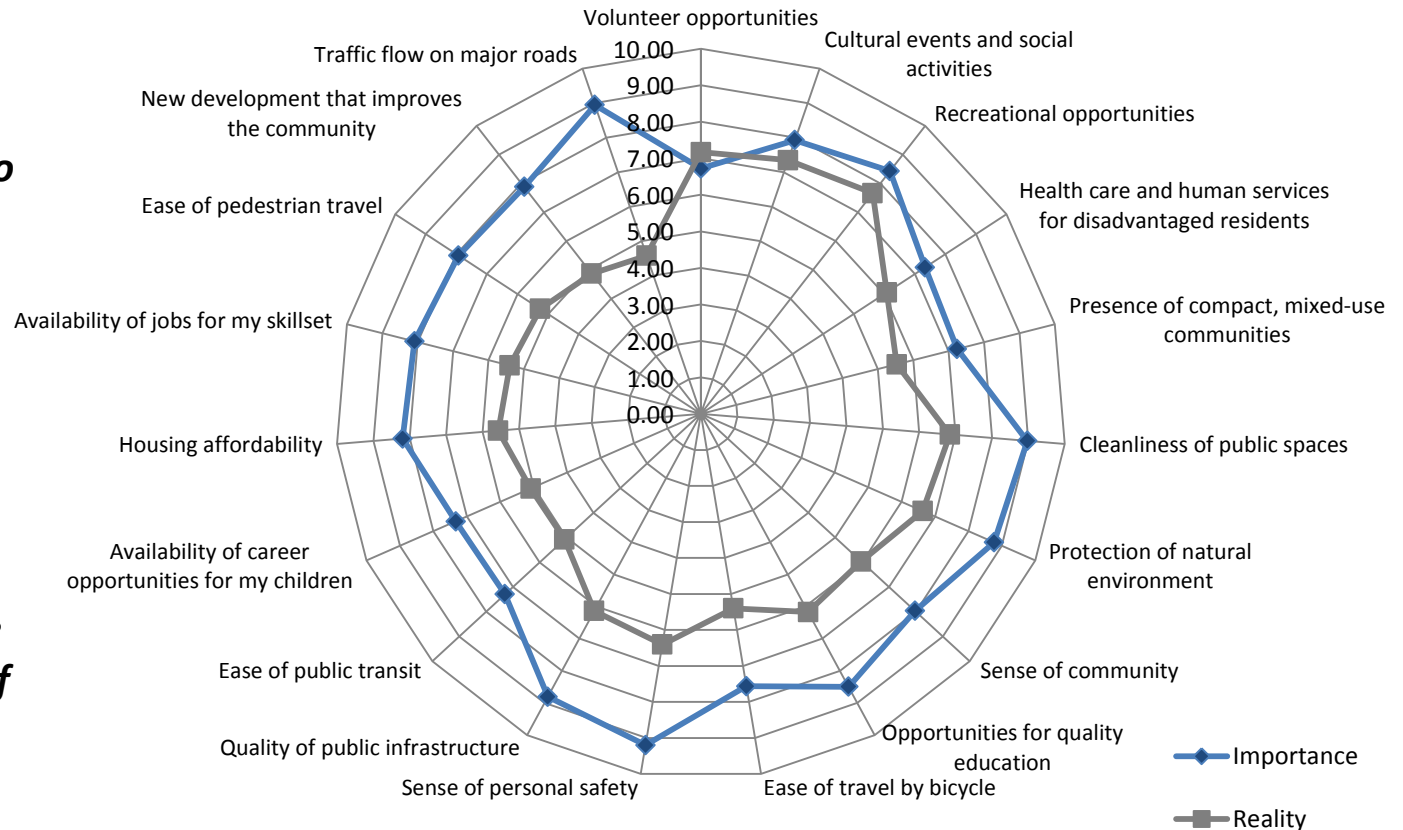 Volunteer opportunities
Cultural events and social
activities
Recreational opportunities
Health care and human services
for disadvantaged residents
Presence of compact, mixed-use
communities
Cleanliness of public spaces
Protection of natural
environment
Sense of community
Opportunities for quality
education
Ease of travel by bicycle
Sense of personal safety
Quality of public infrastructure
Ease of public transit
Availability of career
opportunities for my children
Housing affordability
Availability of jobs for my skillset
Ease of pedestrian travel
New development that improves
the community
Traffic flow on major roads
10.00
9.00
8.00
7.00
6.00
5.00
4.00
3.00
2.00
1.00
0.00
Importance
Reality